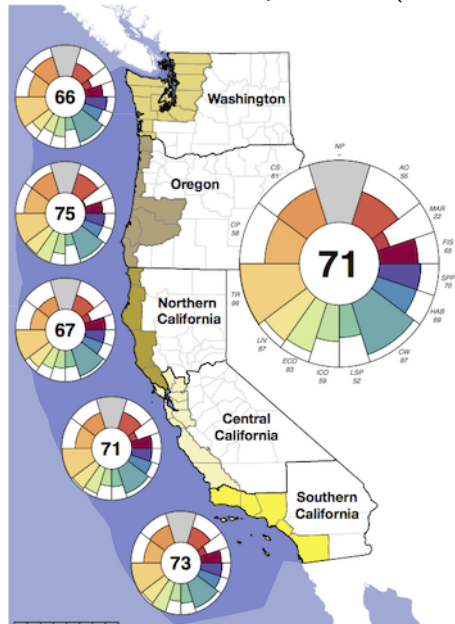 66
Washington
NP
–
CS
61
AO
55
Oregon
MAR
22
75
CP
58
FIS
65
71
SPP
70
Northern
California
TR
99
HAB
69
67
LIV
87
CW
87
ECO
83
ICO
59
LSP
52
Central
California
71
Southern
California
73